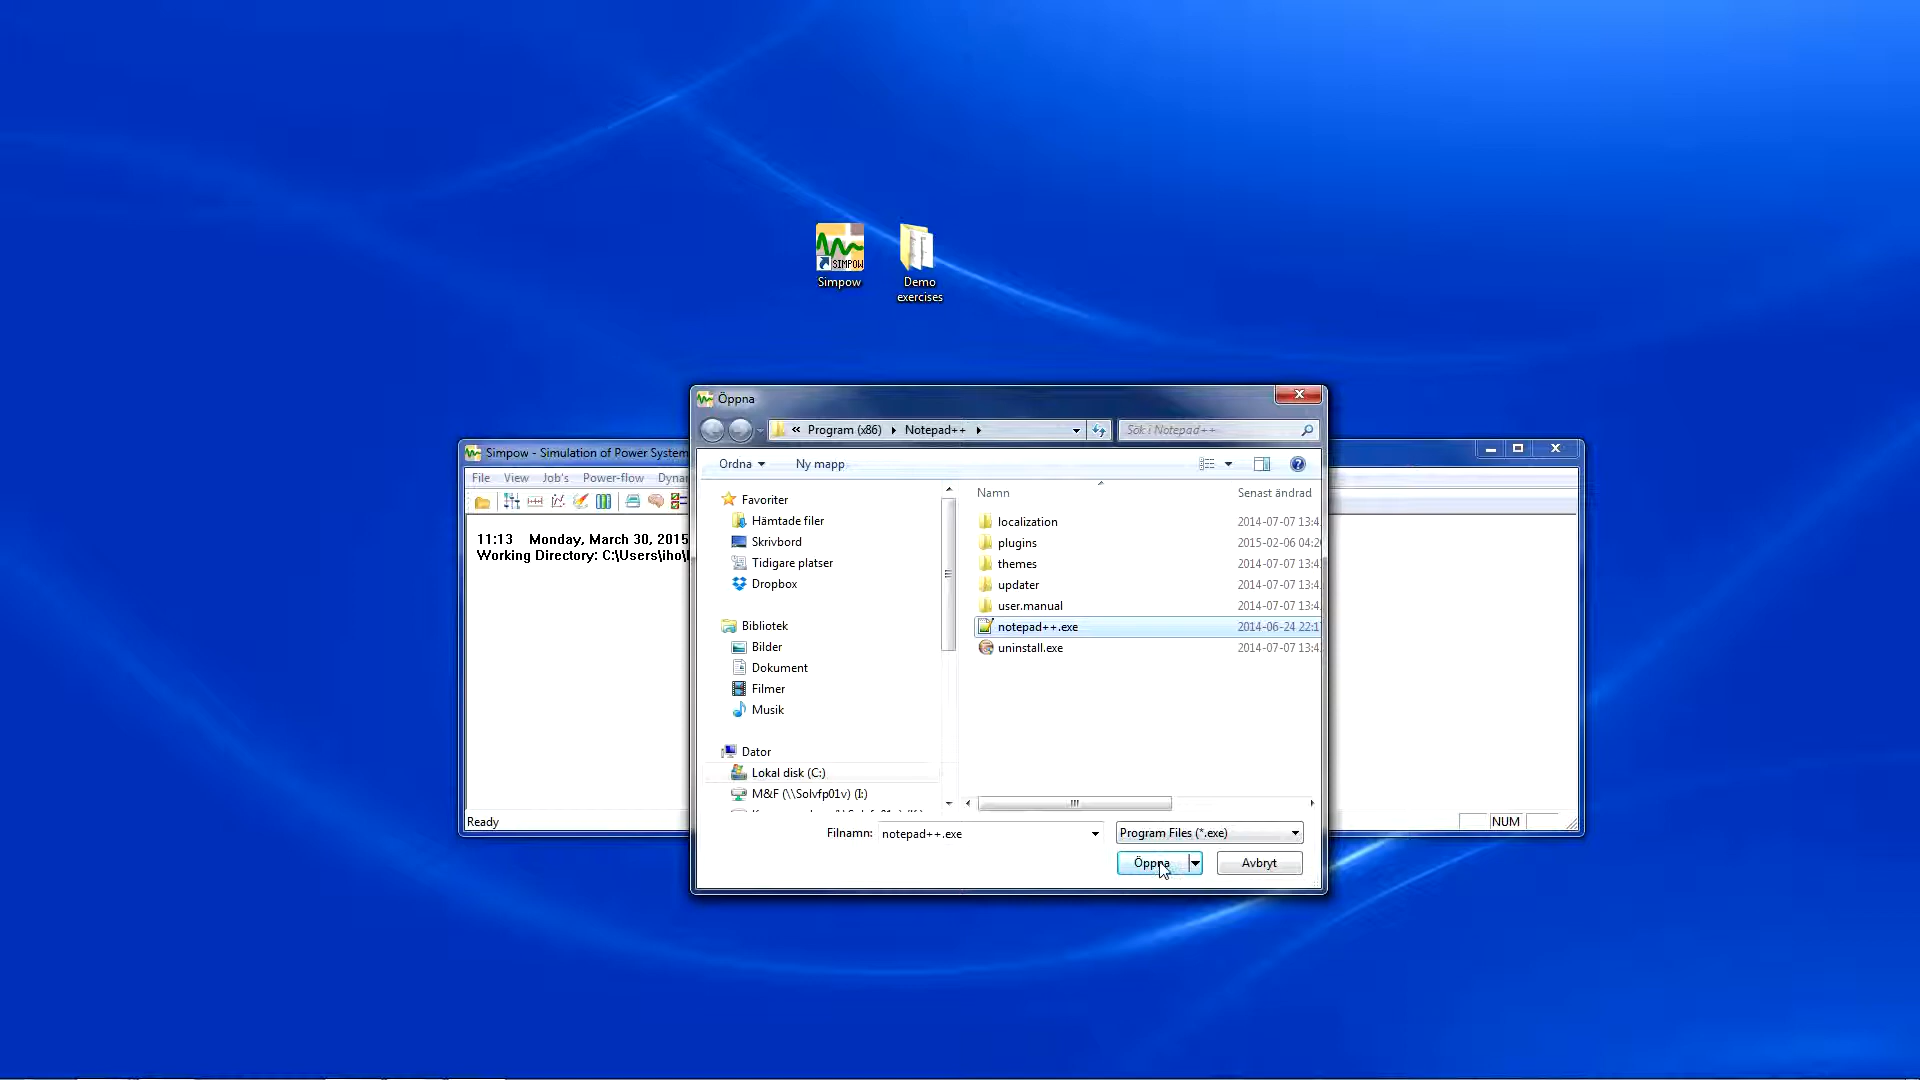 SIMPOW
Simpow
Demo
exercises
Öppna
« Program (x86) Notepad++
Sök i Notepad++
Simpow - Simulation of Power System
File View Job's Power-flow
Ordna Ny mapp
11:13 Monday, March 30, 2015
Working Directory: C:\Users\iho\
Favoriter
Hämtade filer
Skrivbord
Tidigare platser
Dropbox
Bibliotek
Bilder
Dokument
Filmer
Musik
Dator
Lokal disk (C:)
M&F (\\Solvfp01v) (I:)
Namn Senast ändrad
localization 2014-07-07 13:4
plugins 2015-02-06 04:2
themes 2014-07-07 13:4
updater 2014-07-07 13:4
user.manual 2014-07-07 13:4
notepad++.exe 2014-06-24 22:1
uninstall.exe 2014-07-07 13:4
Ready
NUM
Filnamn: notepad++.exe Program Files (*.exe)
Öppna Avbryt